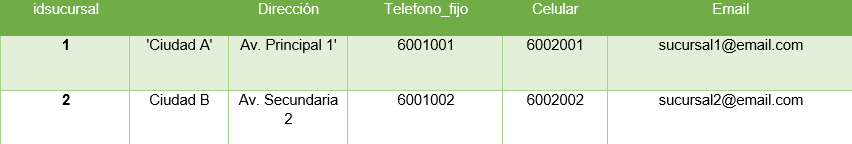 idsucursal Dirección Telefono_fijo Celular Email
1 'Ciudad A' Av. Principal 1' 6001001 6002001 sucursal1@email.com
2 Ciudad B Av. Secundaria 6001002 6002002 sucursal2@email.com
2